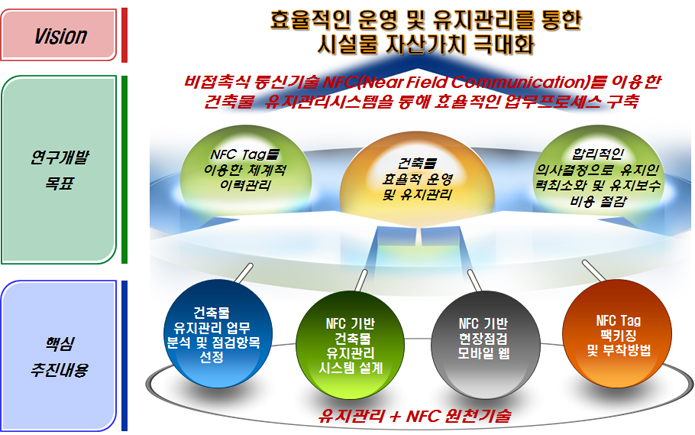 Vision
효율적인 운영 및 유지관리를 통한
시설물 자산가치 극대화
비접촉식 통신기술 NFC(Near Field Communication)를 이용한
건축물 유지관리시스템을 통해 효율적인 업무프로세스 구축
연구개발
목표
NFC Tag를
이용한 체계적
이력관리
건축물
효율적 운영
및 유지관리
합리적인
의사결정으로 유지인
력최소화 및 유지보수
비용 절감
핵심
추진내용
건축물
유지관리 업무
분석 및 점검항목
선정
NFC 기반
건축물
유지관리
시스템 설계
NFC 기반
현장점검
모바일 웹
NFC Tag
팩키징
및 부착방법
유지관리 + NFC 원천기술